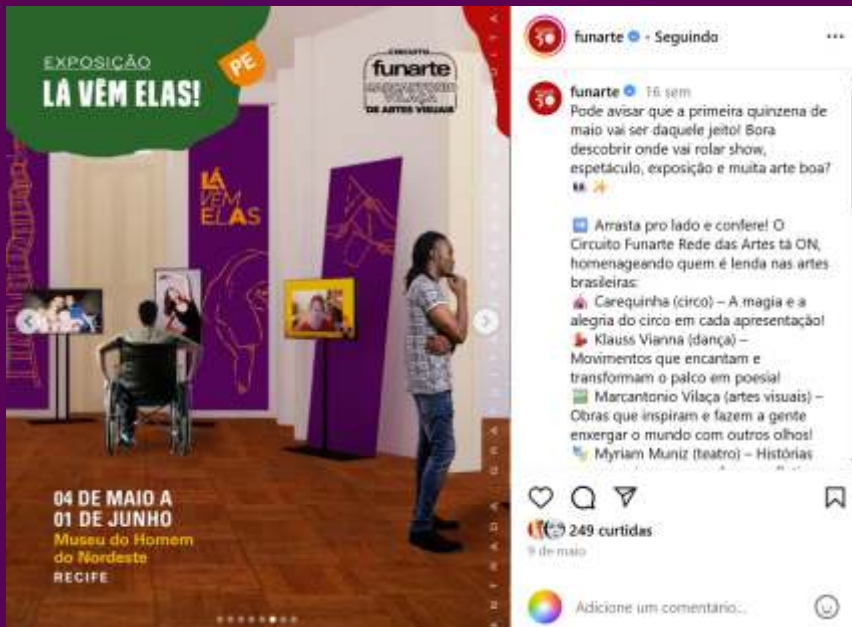 EXPOSIÇÃO
LÁ VÊM ELAS!
PE
CIRCUITO
funarte
MARCANTONIO
VILAÇA
DE ARTES VISUAIS
LÁ
VÊM
ELAS
04 DE MAIO A
01 DE JUNHO
Museu do Homem
do Nordeste
RECIFE
funarte • Seguindo
funarte 16 sem
Pode avisar que a primeira quinzena de
maio vai ser daquele jeito! Bora
descobrir onde vai rolar show,
espetáculo, exposição e muita arte boa?
Arrasta pro lado e confere! O
Circuito Funarte Rede das Artes tá ON,
homenageando quem é lenda nas artes
brasileiras:
Carequinha (circo) – A magia e a
alegria do circo em cada apresentação!
Klauss Vianna (dança) –
Movimentos que encantam e
transformam o palco em poesia!
Marcantonio Vilaça (artes visuais) –
Obras que inspiram e fazem a gente
enxergar o mundo com outros olhos!
Myriam Muniz (teatro) – Histórias
249 curtidas
9 de maio
Adicione um comentário...